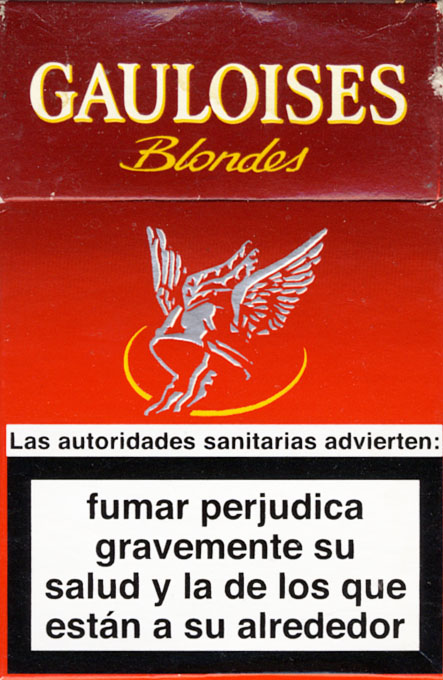 GAULOISES
Blondes
Las autoridades sanitarias advierten:
fumar perjudica
gravemente su
salud y la de los que
están a su alrededor